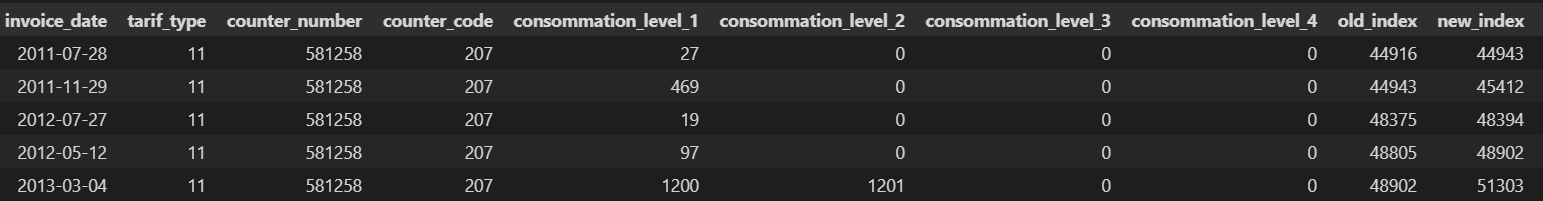 invoice_date tarif_type counter_number counter_code consommation_level_1 consommation_level_2 consommation_level_3 consommation_level_4 old_index new_index
2011-07-28 11 581258 207 27 0 0 0 44916 44943
2011-11-29 11 581258 207 469 0 0 0 44943 45412
2012-07-27 11 581258 207 19 0 0 0 48375 48394
2012-05-12 11 581258 207 97 0 0 0 48805 48902
2013-03-04 11 581258 207 1200 1201 0 0 48902 51303